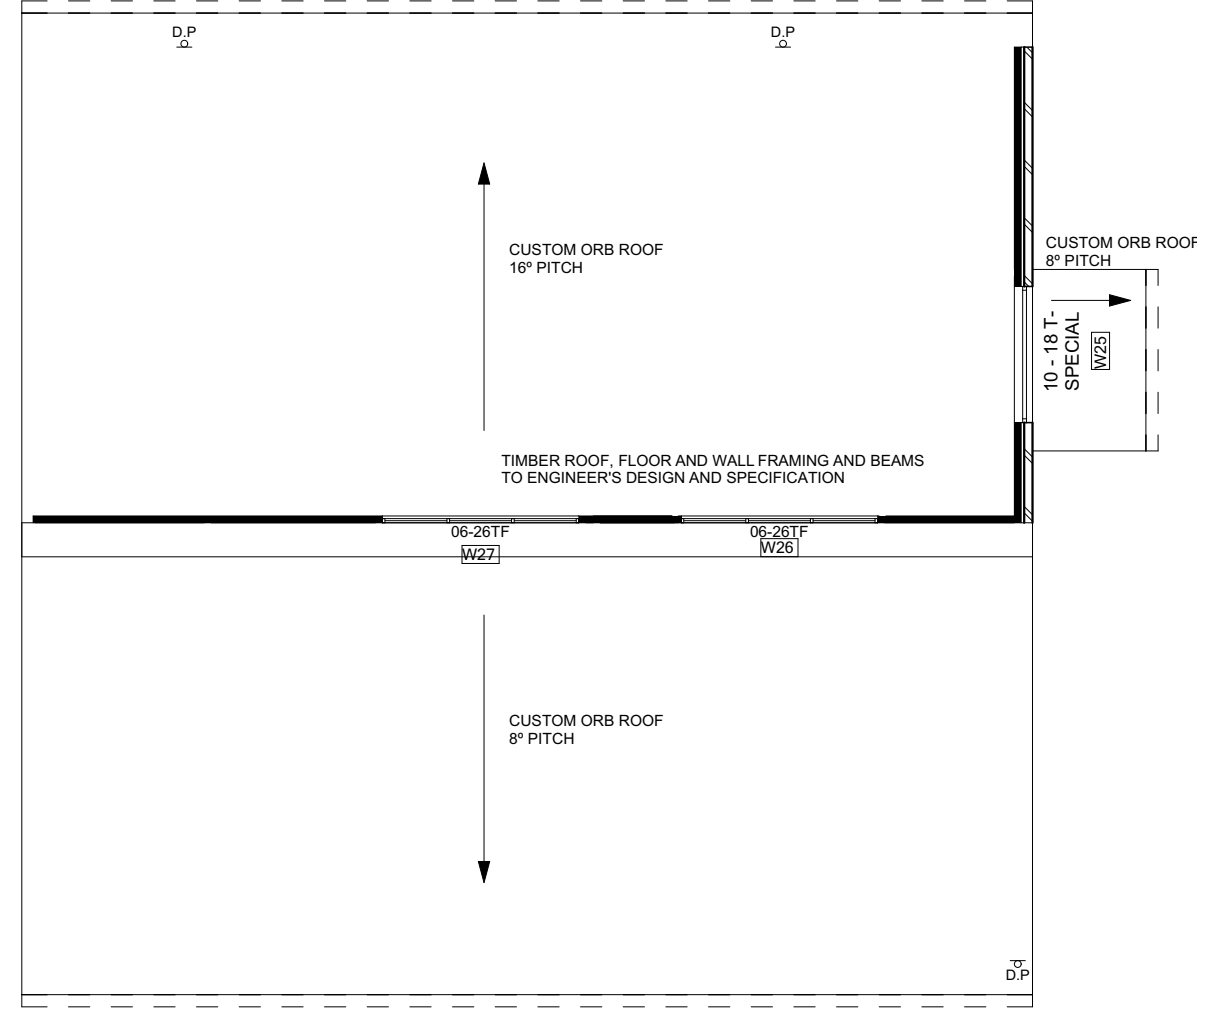 D.P
D.P
CUSTOM ORB ROOF
16º PITCH
CUSTOM ORB ROOF
8º PITCH
10 - 18 T-
SPECIAL
W25
TIMBER ROOF, FLOOR AND WALL FRAMING AND BEAMS
TO ENGINEER'S DESIGN AND SPECIFICATION
06-26TF
W27
06-26TF
W26
CUSTOM ORB ROOF
8º PITCH
D.P